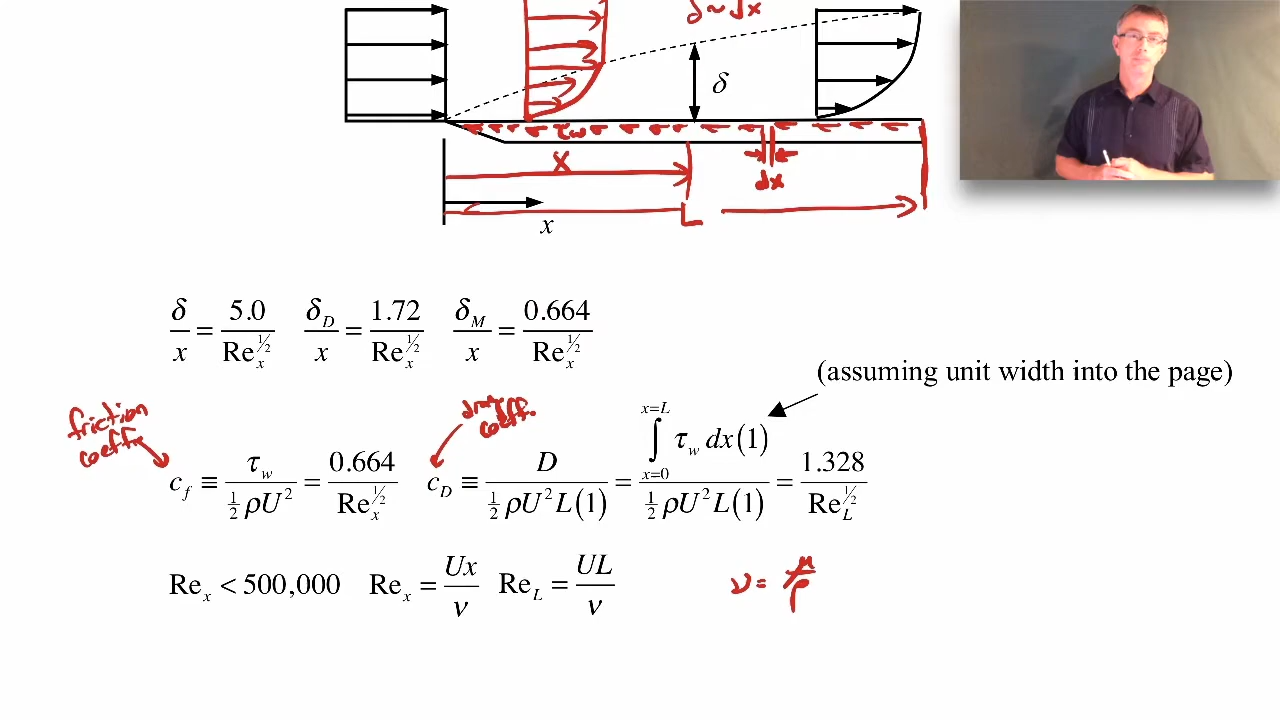 δ ~ √x
δ
τw
x
dx
L
x
δ/x = 5.0/Re_x^½ δ_D/x = 1.72/Re_x^½ δ_M/x = 0.664/Re_x^½
(assuming unit width into the page)
friction
coeff.
drag
coeff.
c_f ≡ τ_w/(½ρU²) = 0.664/Re_x^½ c_D ≡ D/(½ρU²L(1)) = ∫_{x=0}^{x=L} τ_w dx(1)/(½ρU²L(1)) = 1.328/Re_L^½
Re_x < 500,000 Re_x = Ux/ν Re_L = UL/ν ν = μ/ρ